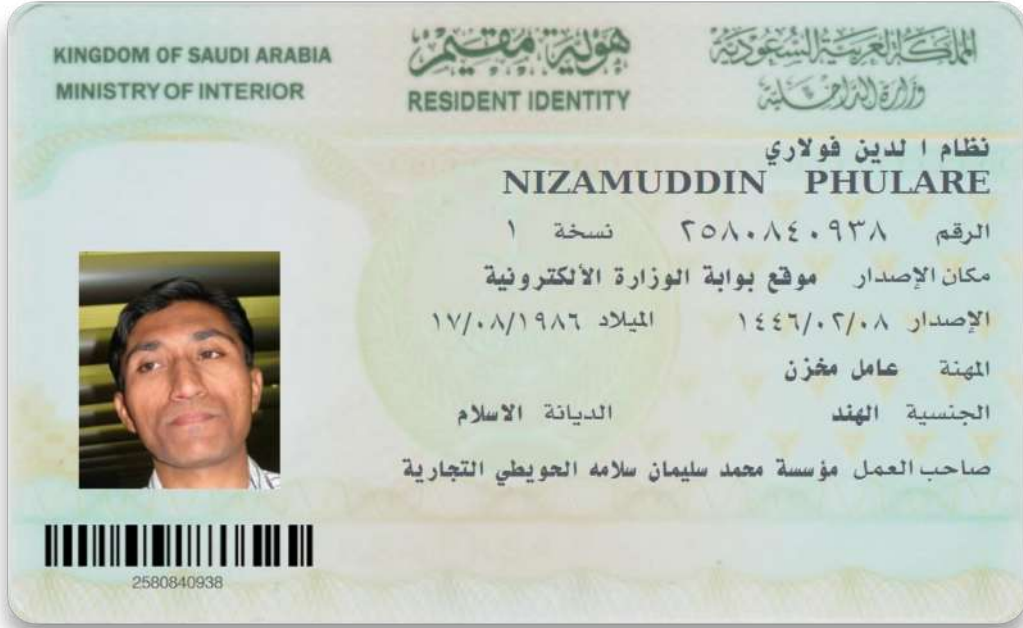 KINGDOM OF SAUDI ARABIA
MINISTRY OF INTERIOR
هوية مقيم
RESIDENT IDENTITY
المملكة العربية السعودية
وزارة الداخلية
نظام ا لدين فولاري
NIZAMUDDIN PHULARE
الرقم ٢٥٨٠٨٤٠٩٣٨ نسخة ١
مكان الإصدار موقع بوابة الوزارة الألكترونية
الإصدار ١٤٤٦/٠٢/٠٨ الميلاد ١٧/٠٨/١٩٨٦
المهنة عامل مخزن
الجنسية الهند الديانة الاسلام
صاحب العمل مؤسسة محمد سليمان سلامه الحويطي التجارية
2580840938